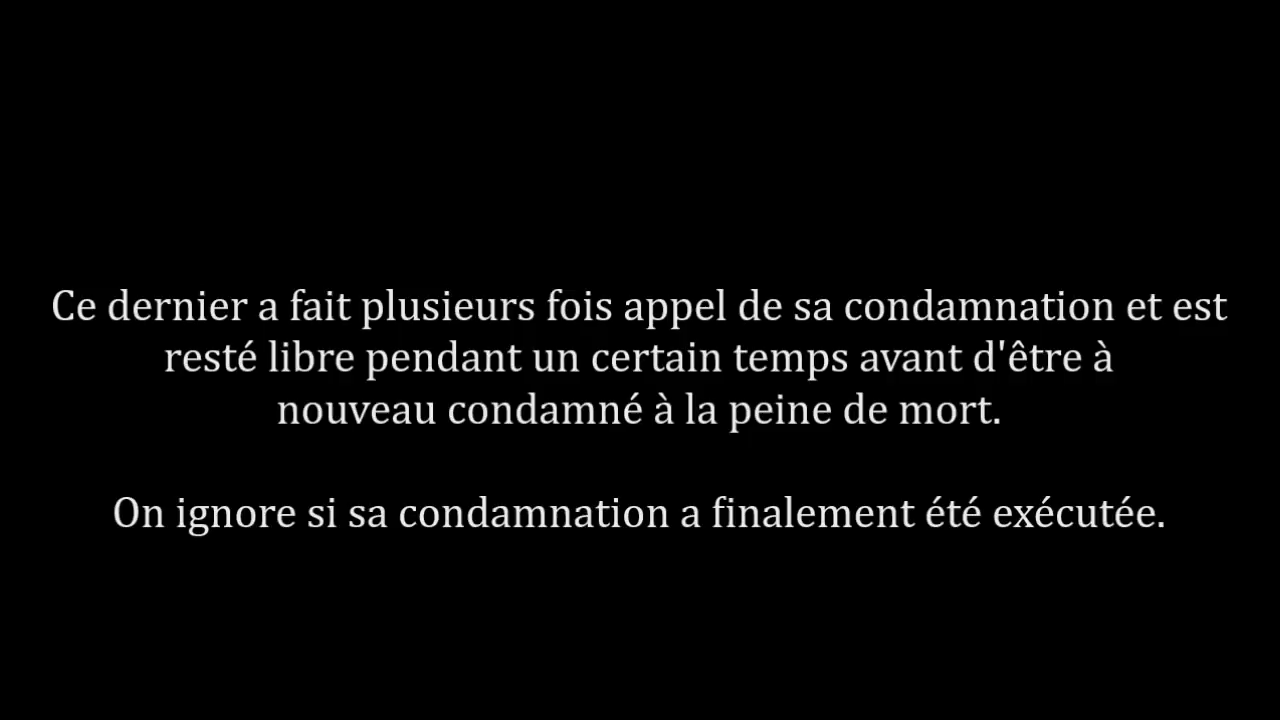 Ce dernier a fait plusieurs fois appel de sa condamnation et est
resté libre pendant un certain temps avant d'être à
nouveau condamné à la peine de mort.
On ignore si sa condamnation a finalement été exécutée.